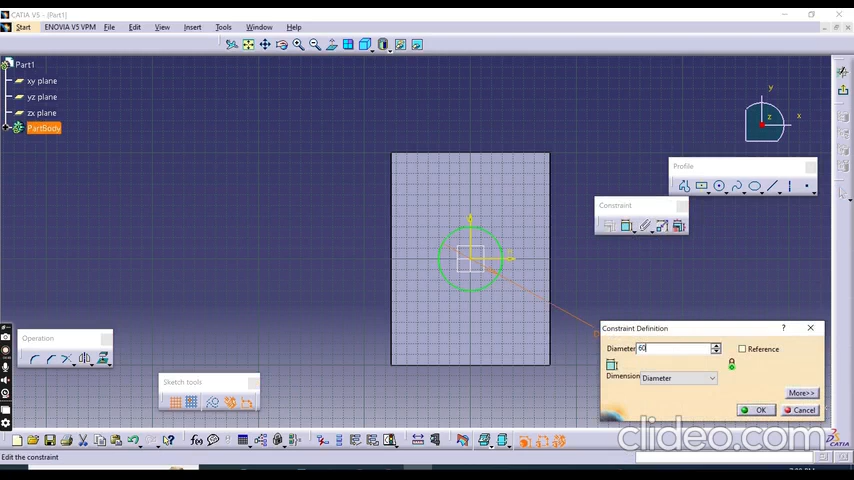 CATIA V5 - [Part1]
Start ENOVIA V5 VPM File Edit View Insert Tools Window Help
Part1
xy plane
yz plane
zx plane
PartBody
y
x
z
Profile
Constraint
Constraint Definition ?
Diameter 60
Reference
Dimension Diameter
More>>
OK Cancel
Operation
Sketch tools
clideo.com
CATIA
Edit the constraint